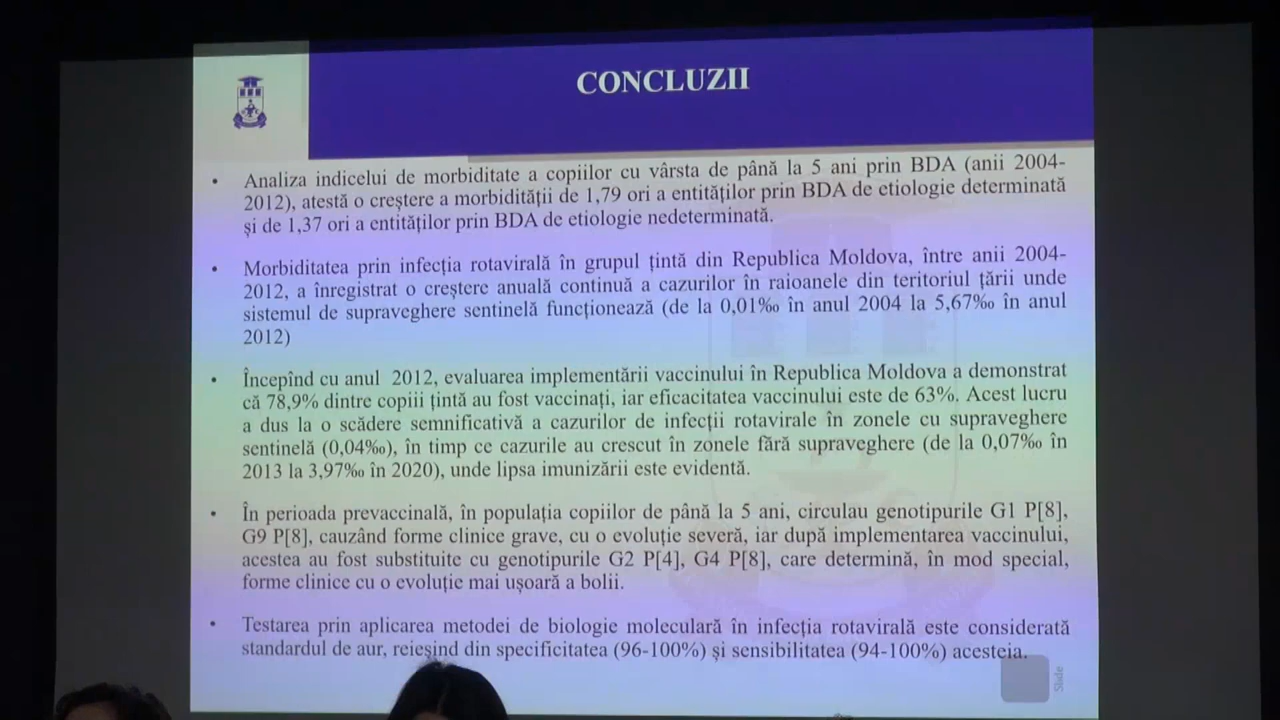 CONCLUZII
• Analiza indicelui de morbiditate a copiilor cu vârsta de până la 5 ani prin BDA (anii 2004-
2012), atestă o creștere a morbidității de 1,79 ori a entităților prin BDA de etiologie determinată
și de 1,37 ori a entităților prin BDA de etiologie nedeterminată.
• Morbiditatea prin infecția rotavirală în grupul țintă din Republica Moldova, între anii 2004-
2012, a înregistrat o creștere anuală continuă a cazurilor în raioanele din teritoriul țării unde
sistemul de supraveghere sentinelă funcționează (de la 0,01‰ în anul 2004 la 5,67‰ în anul
2012)
• Începînd cu anul 2012, evaluarea implementării vaccinului în Republica Moldova a demonstrat
că 78,9% dintre copiii țintă au fost vaccinați, iar eficacitatea vaccinului este de 63%. Acest lucru
a dus la o scădere semnificativă a cazurilor de infecții rotavirale în zonele cu supraveghere
sentinelă (0,04‰), în timp ce cazurile au crescut în zonele fără supraveghere (de la 0,07‰ în
2013 la 3,97‰ în 2020), unde lipsa imunizării este evidentă.
• În perioada prevaccinală, în populația copiilor de până la 5 ani, circulau genotipurile G1 P[8],
G9 P[8], cauzând forme clinice grave, cu o evoluție severă, iar după implementarea vaccinului,
acestea au fost substituite cu genotipurile G2 P[4], G4 P[8], care determină, în mod special,
forme clinice cu o evoluție mai ușoară a bolii.
• Testarea prin aplicarea metodei de biologie moleculară în infecția rotavirală este considerată
standardul de aur, reieșind din specificitatea (96-100%) și sensibilitatea (94-100%) acesteia.
Slide